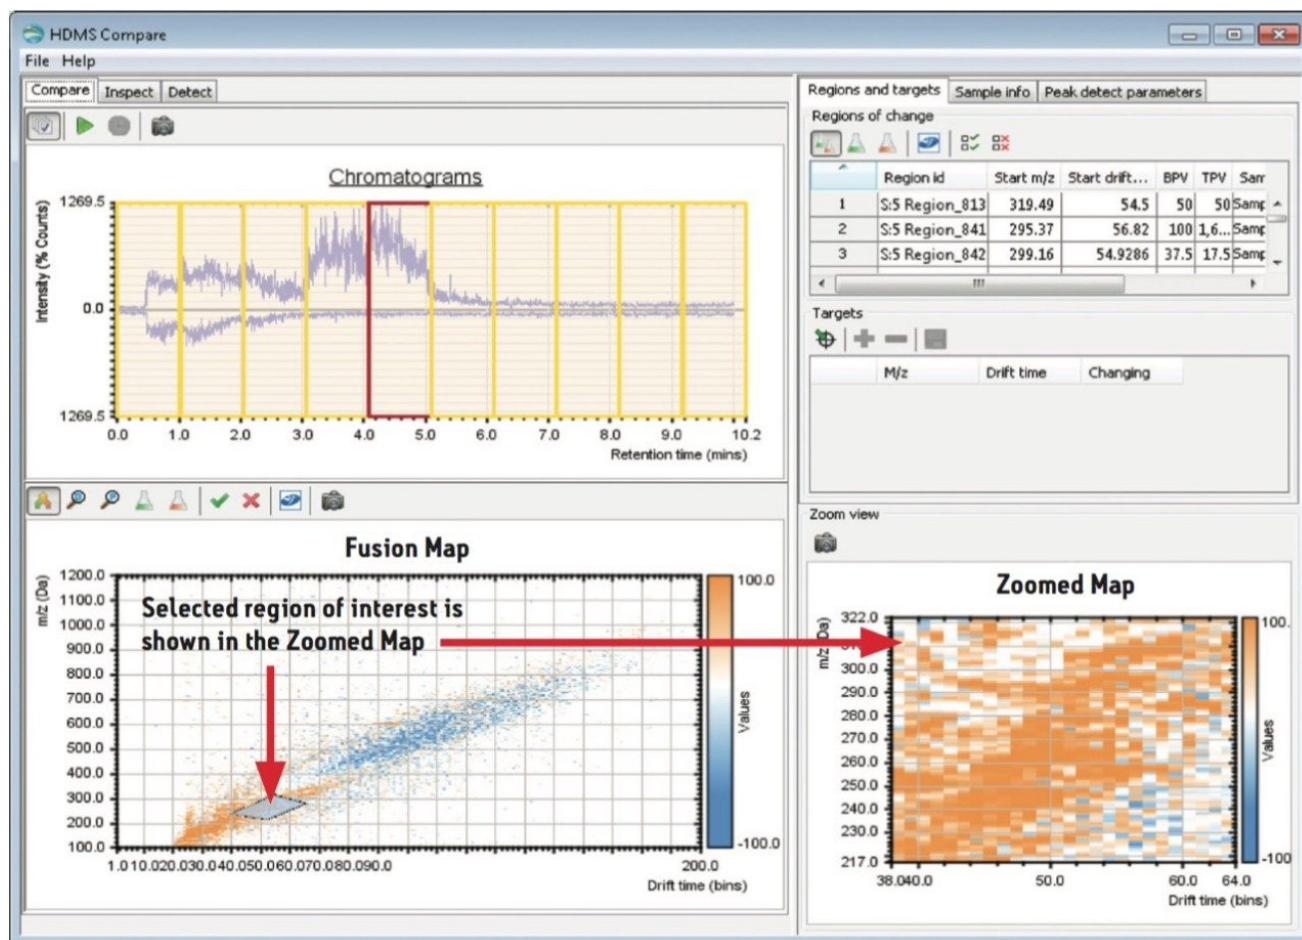 HDMS Compare
File Help
Compare Inspect Detect
Chromatograms
Intensity (% Counts)
1269.5
0.0
1269.5
0.0 1.0 2.0 3.0 4.0 5.0 6.0 7.0 8.0 9.0 10.2
Retention time (mins)
Fusion Map
m/z (Da)
1200.0
1100.0
1000.0
900.0
800.0
700.0
600.0
500.0
400.0
300.0
200.0
100.0
Selected region of interest is
shown in the Zoomed Map
1.0 10.0 20.0 30.0 40.0 50.0 60.0 70.0 80.0 90.0 200.0
Drift time (bins)
100.0
Values
-100.0
Regions and targets Sample info Peak detect parameters
Regions of change
Region id Start m/z Start drift... BPV TPV Sam
1 S:5 Region_813 319.49 54.5 50 50 Samp
2 S:5 Region_841 295.37 56.82 100 1,6... Samp
3 S:5 Region_842 299.16 54.9286 37.5 17.5 Samp
Targets
M/z Drift time Changing
Zoom view
Zoomed Map
m/z (Da)
322.0
300.0
290.0
280.0
270.0
260.0
250.0
240.0
230.0
217.0
38.0 40.0 50.0 60.0 64.0
Drift time (bins)
100.
Values
-100